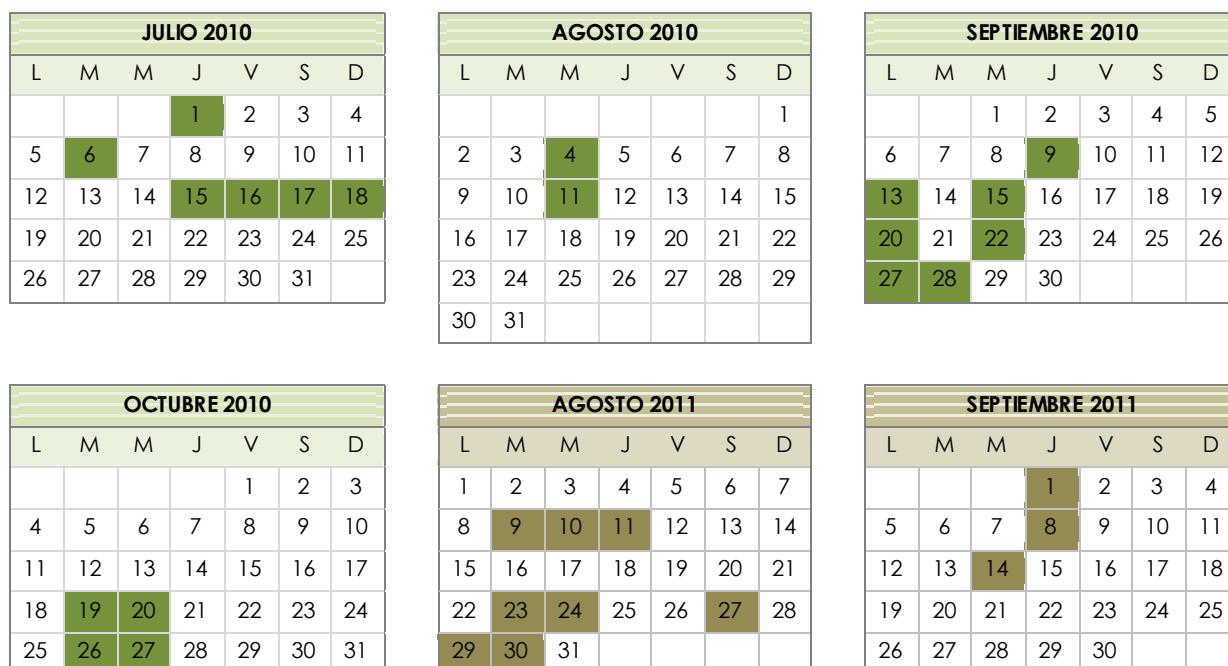 JULIO 2010
L M M J V S D
1 2 3 4
5 6 7 8 9 10 11
12 13 14 15 16 17 18
19 20 21 22 23 24 25
26 27 28 29 30 31
AGOSTO 2010
L M M J V S D
1
2 3 4 5 6 7 8
9 10 11 12 13 14 15
16 17 18 19 20 21 22
23 24 25 26 27 28 29
30 31
SEPTIEMBRE 2010
L M M J V S D
1 2 3 4 5
6 7 8 9 10 11 12
13 14 15 16 17 18 19
20 21 22 23 24 25 26
27 28 29 30
OCTUBRE 2010
L M M J V S D
1 2 3
4 5 6 7 8 9 10
11 12 13 14 15 16 17
18 19 20 21 22 23 24
25 26 27 28 29 30 31
AGOSTO 2011
L M M J V S D
1 2 3 4 5 6 7
8 9 10 11 12 13 14
15 16 17 18 19 20 21
22 23 24 25 26 27 28
29 30 31
SEPTIEMBRE 2011
L M M J V S D
1 2 3 4
5 6 7 8 9 10 11
12 13 14 15 16 17 18
19 20 21 22 23 24 25
26 27 28 29 30